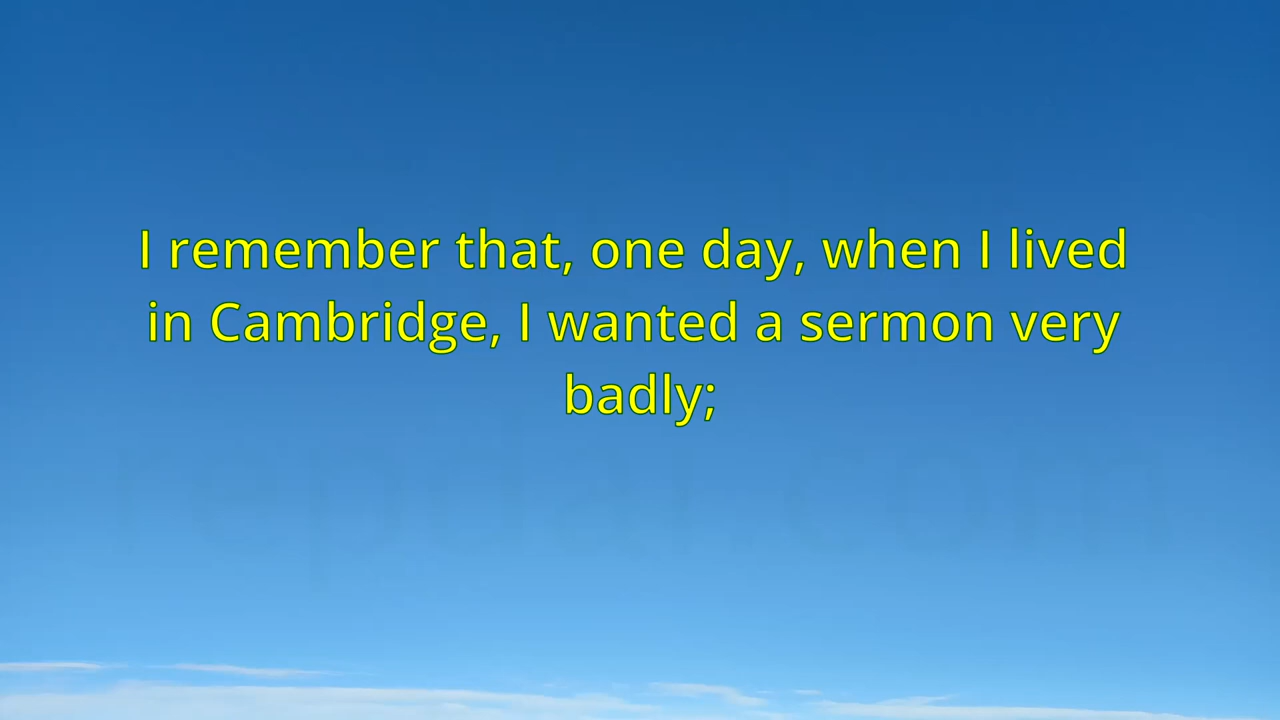 I remember that, one day, when I lived
in Cambridge, I wanted a sermon very
badly;